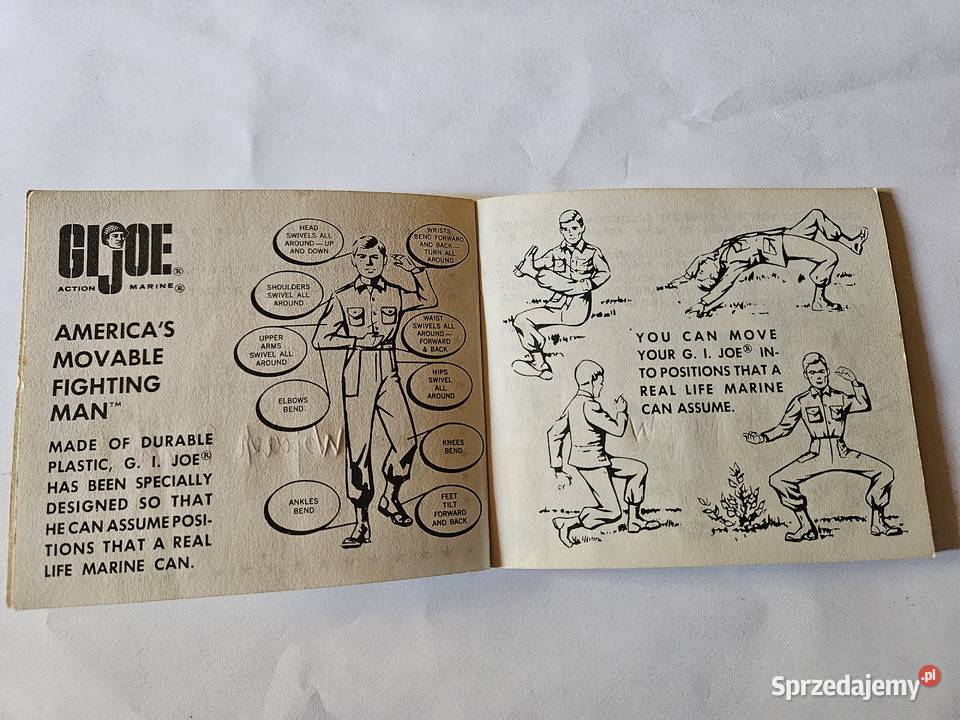 GIJOE®
ACTION MARINE®
AMERICA'S
MOVABLE
FIGHTING
MAN™
MADE OF DURABLE
PLASTIC, G. I. JOE®
HAS BEEN SPECIALLY
DESIGNED SO THAT
HE CAN ASSUME POSI-
TIONS THAT A REAL
LIFE MARINE CAN.
HEAD
SWIVELS ALL
AROUND—UP
AND DOWN
WRISTS
BEND FORWARD
AND BACK—
TURN ALL
AROUND
SHOULDERS
SWIVEL ALL
AROUND
WAIST
SWIVELS ALL
AROUND—
FORWARD
& BACK
UPPER
ARMS
SWIVEL ALL
AROUND
HIPS
SWIVEL
ALL
AROUND
ELBOWS
BEND
KNEES
BEND
ANKLES
BEND
FEET
TILT
FORWARD
AND BACK
YOU CAN MOVE
YOUR G. I. JOE® IN-
TO POSITIONS THAT A
REAL LIFE MARINE
CAN ASSUME.
Sprzedajemy.pl